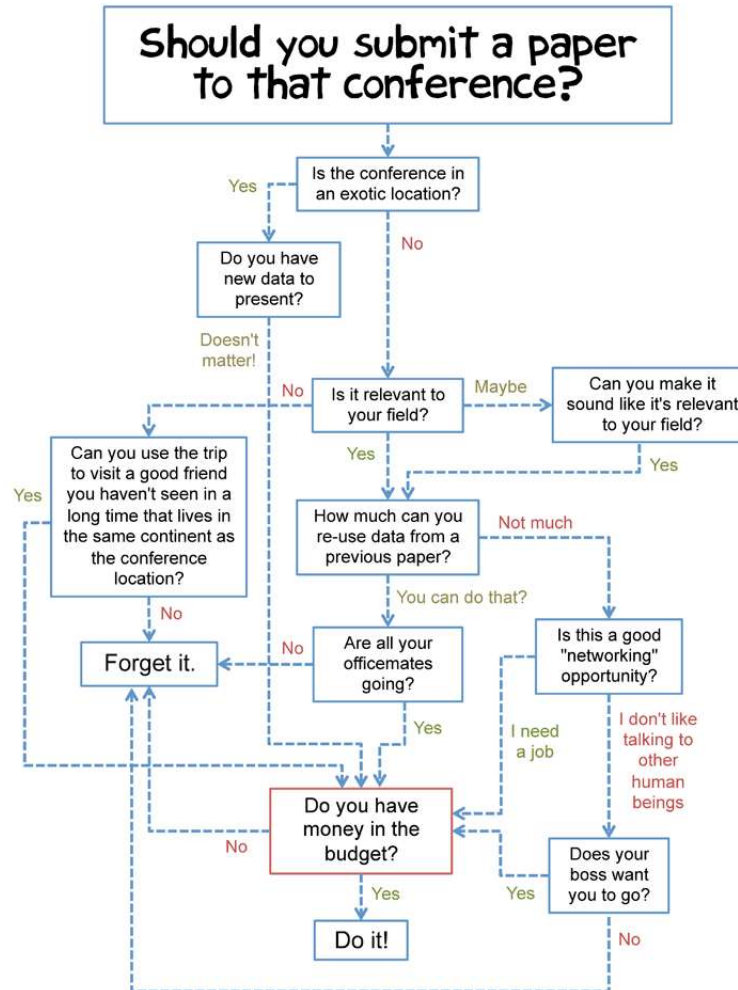 Should you submit a paper
to that conference?
Is the conference in
an exotic location?
Yes
No
Do you have
new data to
present?
Doesn't
matter!
Is it relevant to
your field?
No
Maybe
Yes
Can you make it
sound like it's relevant
to your field?
Yes
Can you use the trip
to visit a good friend
you haven't seen in a
long time that lives in
the same continent as
the conference
location?
Yes
No
How much can you
re-use data from a
previous paper?
Not much
You can do that?
Are all your
officemates
going?
No
Yes
Forget it.
Is this a good
"networking"
opportunity?
I need
a job
I don't like
talking to
other
human
beings
Do you have
money in the
budget?
No
Yes
Does your
boss want
you to go?
Yes
No
Do it!